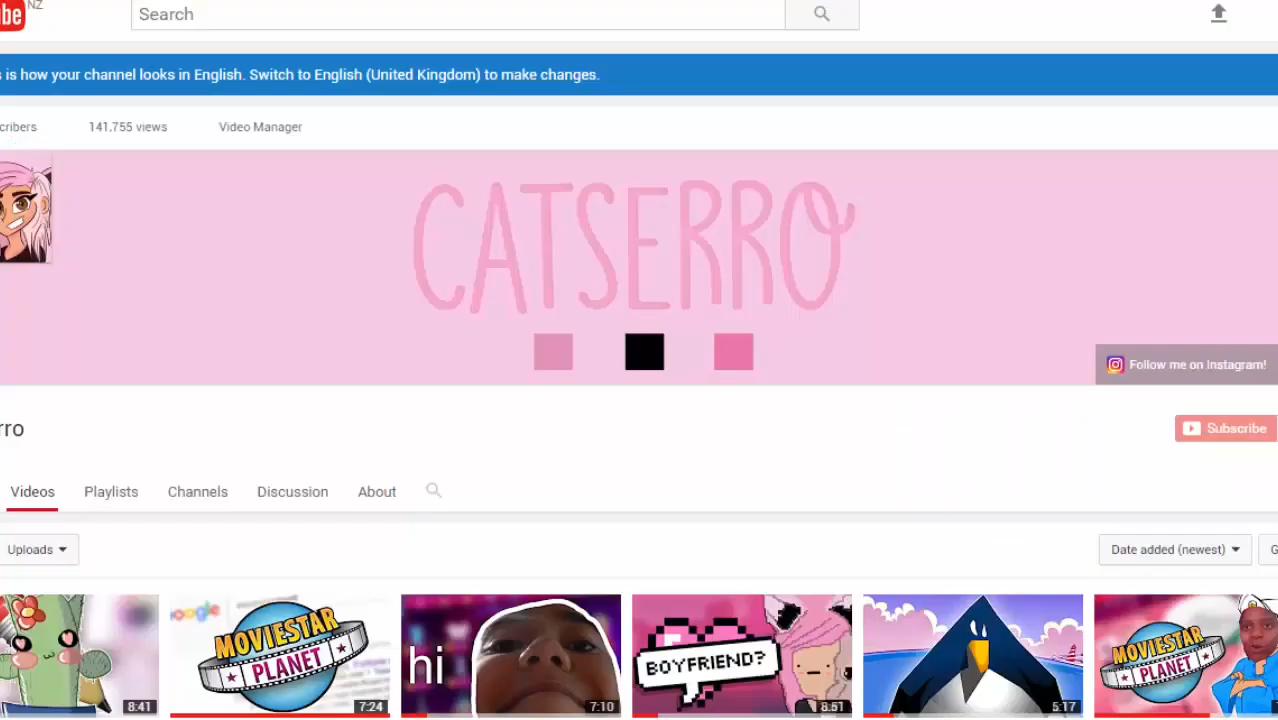 NZ
Search
is how your channel looks in English. Switch to English (United Kingdom) to make changes.
141,755 views
Video Manager
CATSERRO
Follow me on Instagram!
rro
Subscribe
Videos
Playlists
Channels
Discussion
About
Uploads
Date added (newest)
8:41
MOVIESTAR
PLANET
7:24
hi
7:10
BOYFRIEND?
8:51
5:17
MOVIESTAR
PLANET